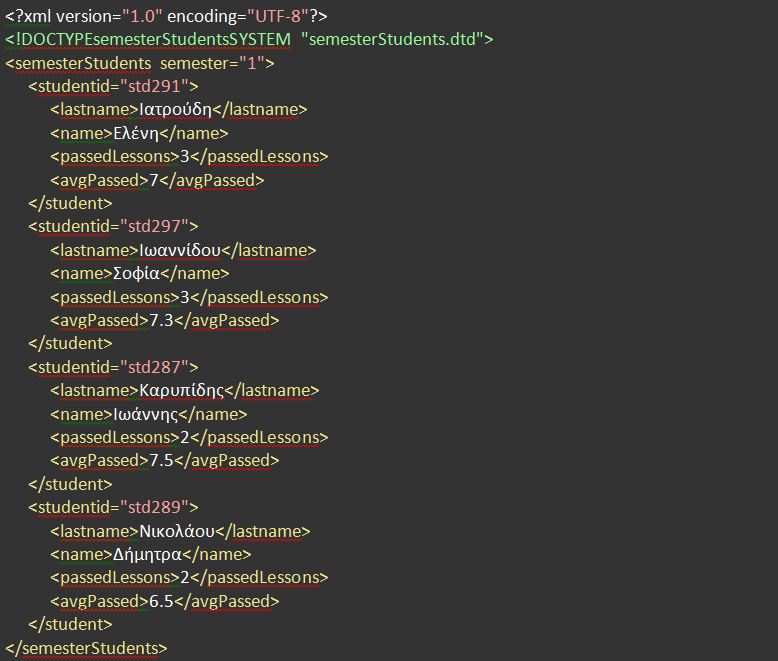 <?xml version="1.0" encoding="UTF-8"?>
<!DOCTYPEsemesterStudentsSYSTEM "semesterStudents.dtd">
<semesterStudents semester="1">
<studentid="std291">
<lastname>Ιατρούδη</lastname>
<name>Ελένη</name>
<passedLessons>3</passedLessons>
<avgPassed>7</avgPassed>
</student>
<studentid="std297">
<lastname>Ιωαννίδου</lastname>
<name>Σοφία</name>
<passedLessons>3</passedLessons>
<avgPassed>7.3</avgPassed>
</student>
<studentid="std287">
<lastname>Καρυπίδης</lastname>
<name>Ιωάννης</name>
<passedLessons>2</passedLessons>
<avgPassed>7.5</avgPassed>
</student>
<studentid="std289">
<lastname>Νικολάου</lastname>
<name>Δήμητρα</name>
<passedLessons>2</passedLessons>
<avgPassed>6.5</avgPassed>
</student>
</semesterStudents>